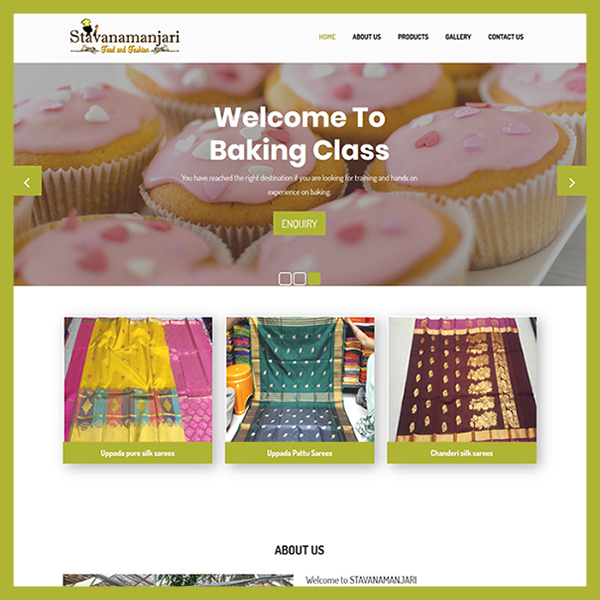 Stavanamanjari
Food and Fashion
HOME ABOUT US PRODUCTS GALLERY CONTACT US
Welcome To
Baking Class
You have reached the right destination if you are looking for training and hands on
experience on baking.
ENQUIRY
Uppada pure silk sarees
Uppada Pattu Sarees
Chanderi silk sarees
ABOUT US
Welcome to STAVANAMANJARI